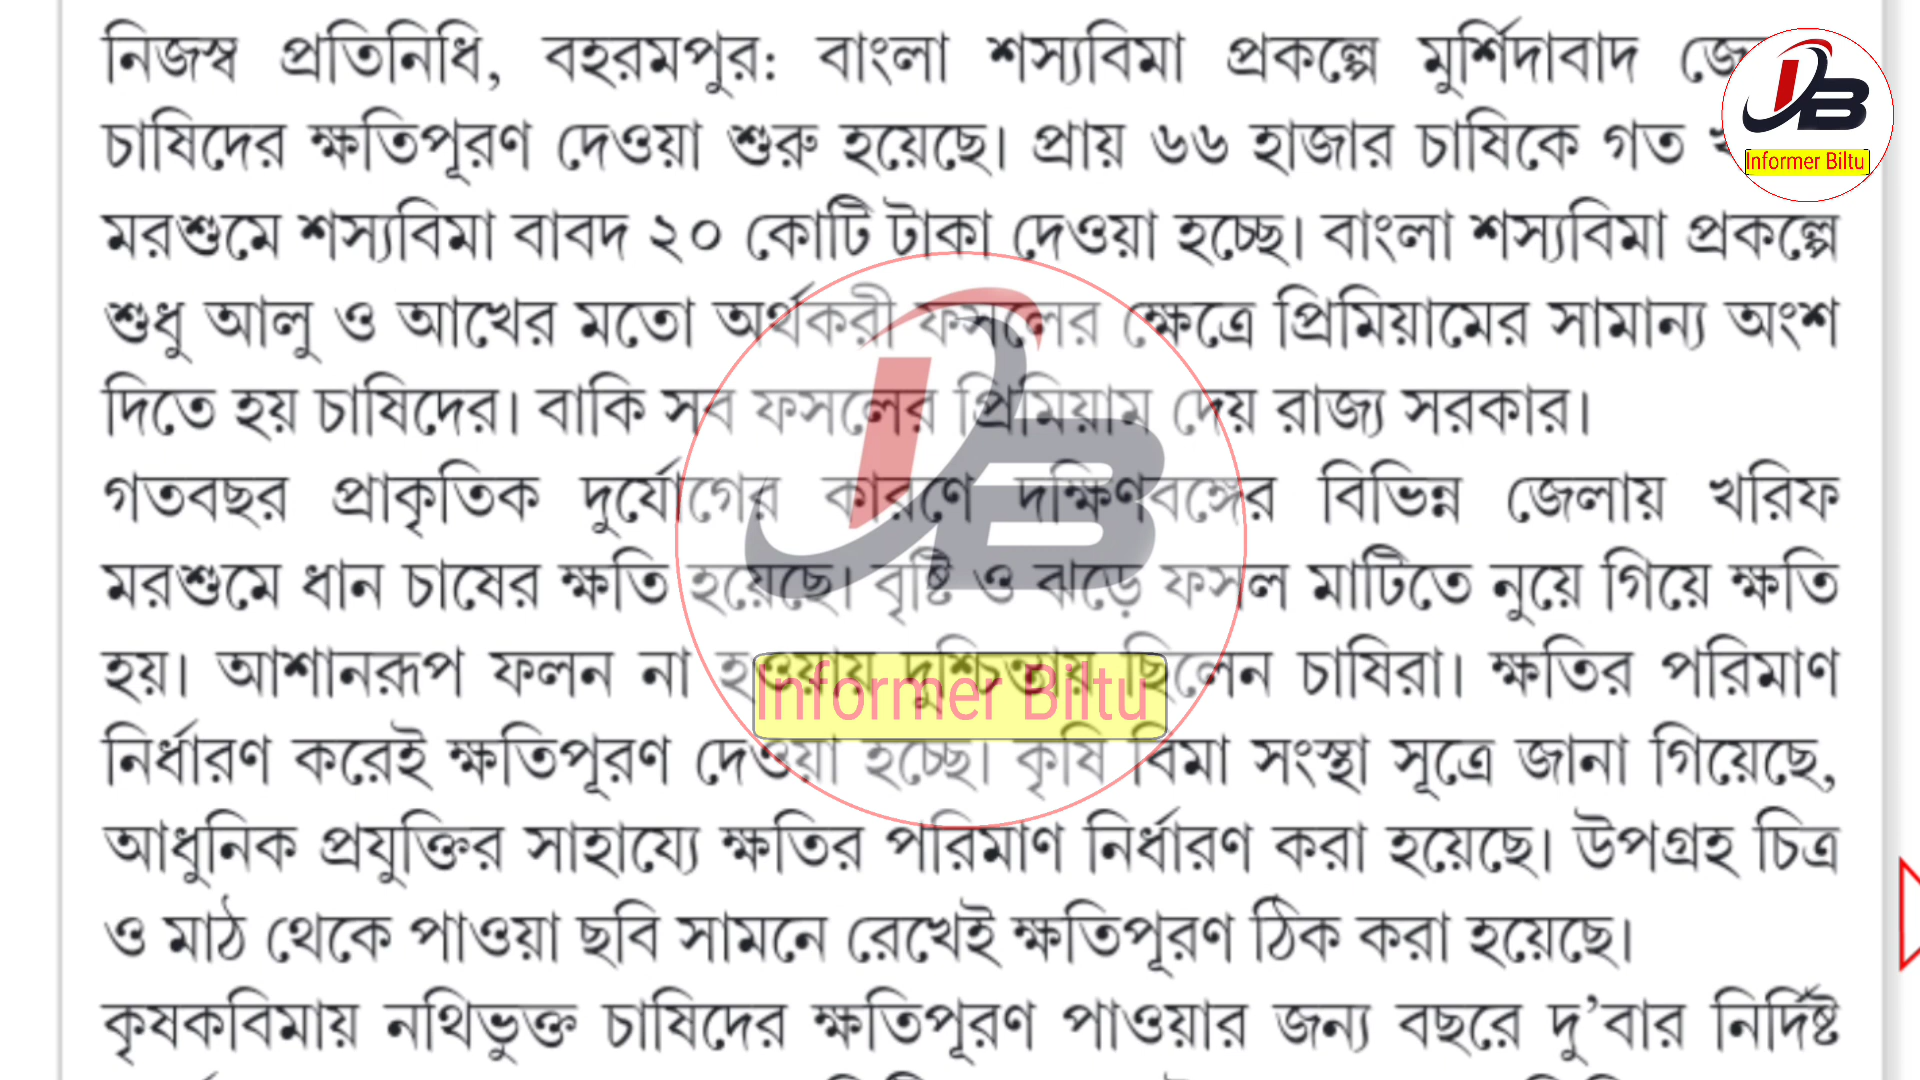 নিজস্ব প্রতিনিধি, বহরমপুর: বাংলা শস্যবিমা প্রকল্পে মুর্শিদাবাদ
চাষিদের ক্ষতিপূরণ দেওয়া শুরু হয়েছে। প্রায় ৬৬ হাজার চাষিকে গত
মরশুমে শস্যবিমা বাবদ ২০ কোটি টাকা দেওয়া হচ্ছে। বাংলা শস্যবিমা প্রকল্পে
শুধু আলু ও আখের মতো অর্থকরী ফসলের ক্ষেত্রে প্রিমিয়ামের সামান্য অংশ
দিতে হয় চাষিদের। বাকি সব ফসলের প্রিমিয়াম দেয় রাজ্য সরকার।
গতবছর প্রাকৃতিক দুর্যোগের কারণে দক্ষিণবঙ্গের বিভিন্ন জেলায় খরিফ
মরশুমে ধান চাষের ক্ষতি হয়েছে। বৃষ্টি ও ঝড়ে ফসল মাটিতে নুয়ে গিয়ে ক্ষতি
হয়। আশানরূপ ফলন না হওয়ায় দুশ্চিন্তায় ছিলেন চাষিরা। ক্ষতির পরিমাণ
নির্ধারণ করেই ক্ষতিপূরণ দেওয়া হচ্ছে। কৃষি বিমা সংস্থা সূত্রে জানা গিয়েছে,
আধুনিক প্রযুক্তির সাহায্যে ক্ষতির পরিমাণ নির্ধারণ করা হয়েছে। উপগ্রহ চিত্র
ও মাঠ থেকে পাওয়া ছবি সামনে রেখেই ক্ষতিপূরণ ঠিক করা হয়েছে।
কৃষকবিমায় নথিভুক্ত চাষিদের ক্ষতিপূরণ পাওয়ার জন্য বছরে দু'বার নির্দিষ্ট
IB
Informer Biltu
IB
Informer Biltu